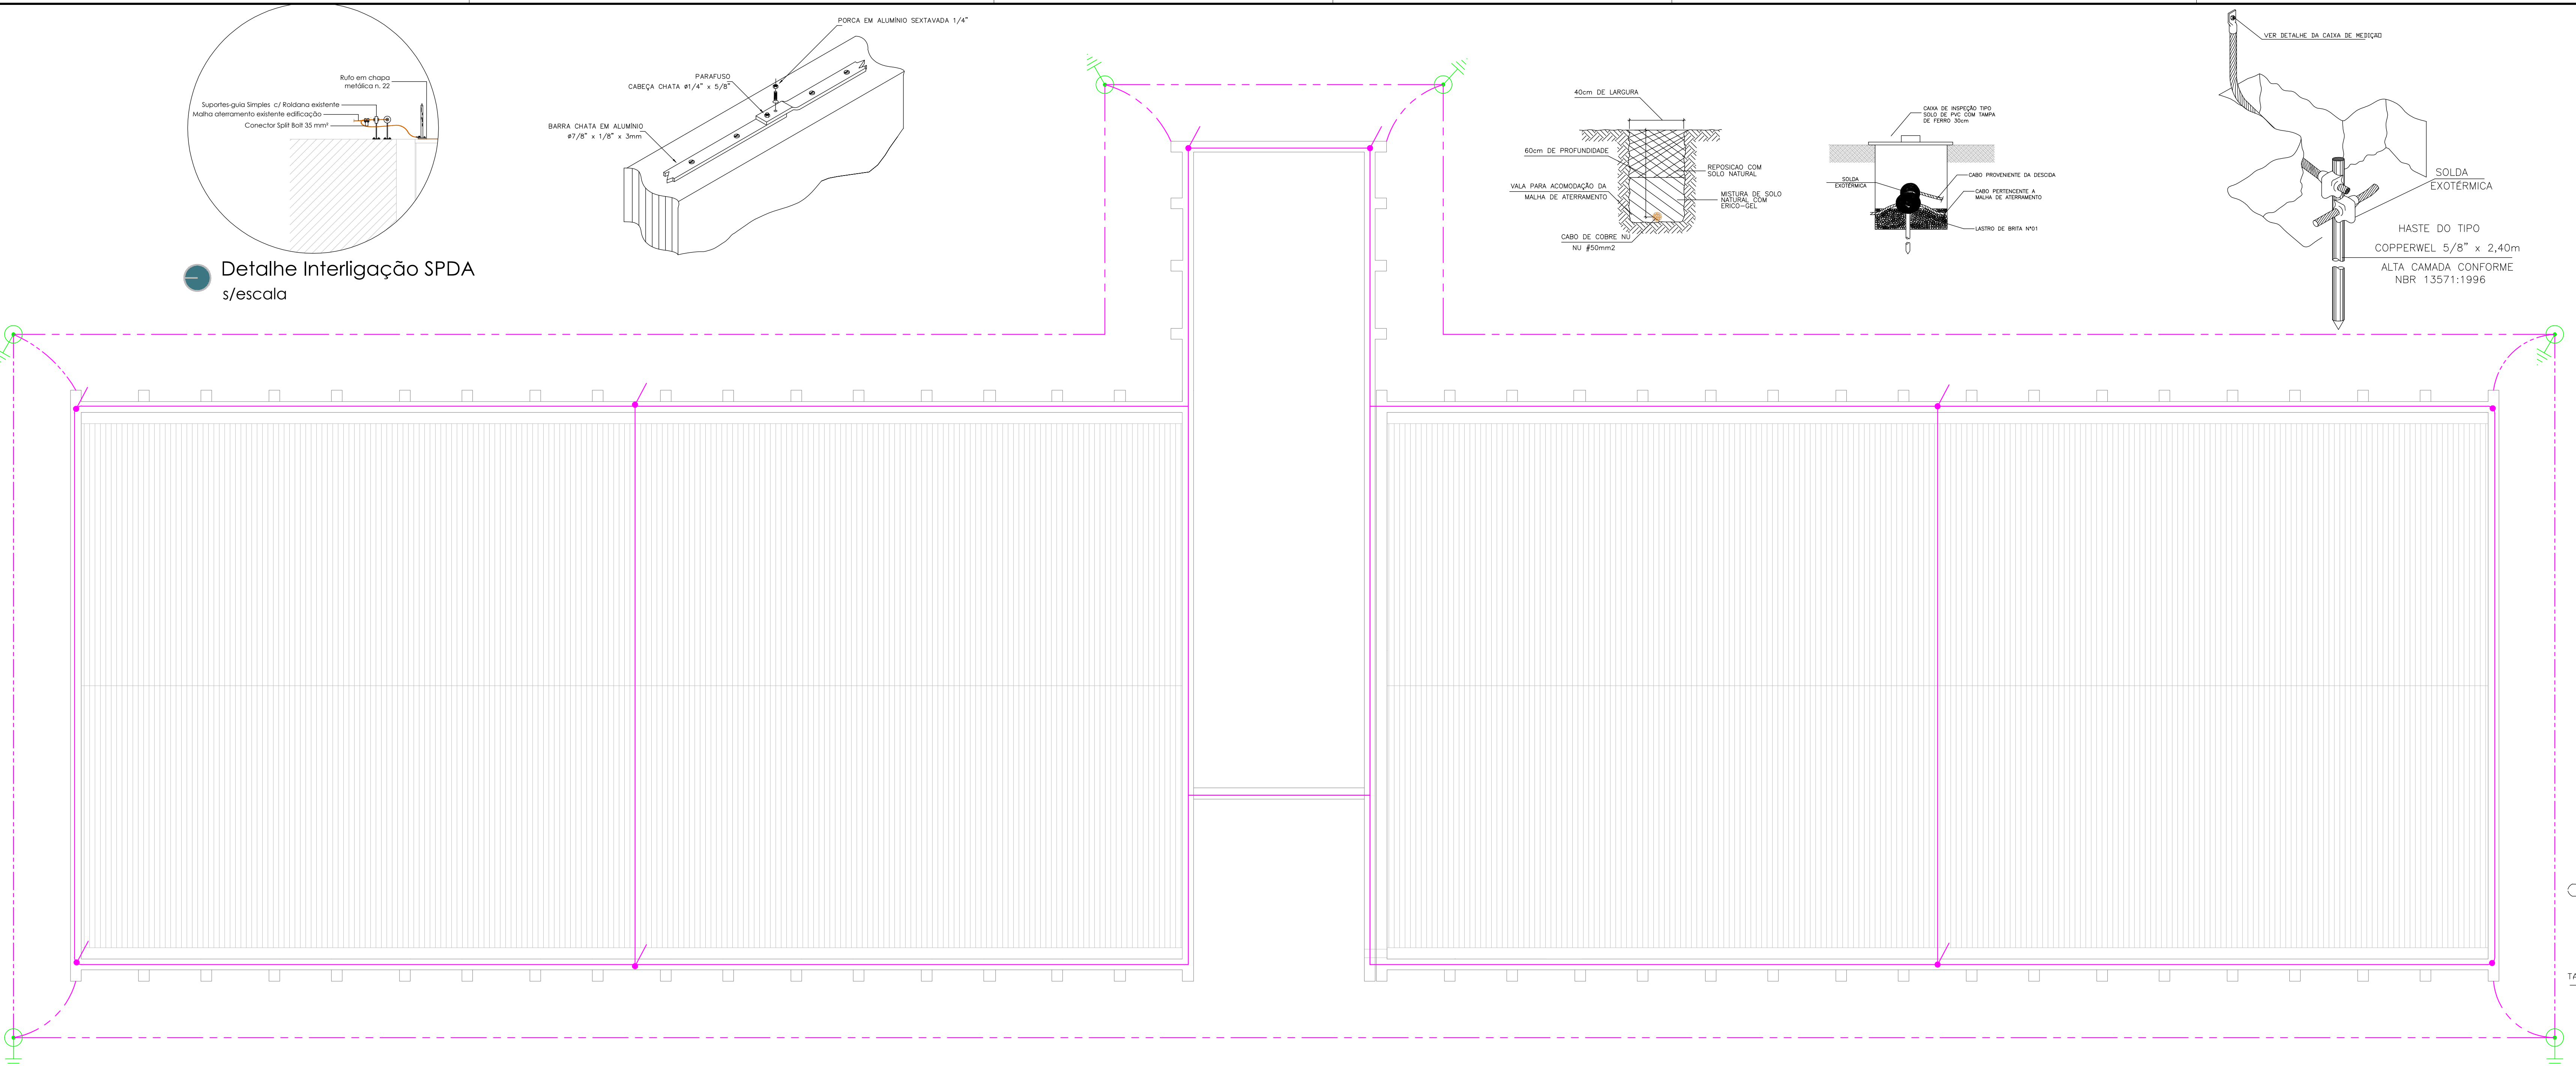 Rufo em chapa
metálica n. 22
Suportes-guia Simples c/ Roldana existente
Malha aterramento existente edificação
Conector Split Bolt 35 mm²
Detalhe Interligação SPDA
s/escala
PORCA EM ALUMÍNIO SEXTAVADA 1/4"
PARAFUSO
CABEÇA CHATA ø1/4" x 5/8"
BARRA CHATA EM ALUMÍNIO
ø7/8" x 1/8" x 3mm
40cm DE LARGURA
60cm DE PROFUNDIDADE
VALA PARA ACOMODAÇÃO DA
MALHA DE ATERRAMENTO
CABO DE COBRE NU
NU #50mm2
REPOSICAO COM
SOLO NATURAL
MISTURA DE SOLO
NATURAL COM
ERICO-GEL
CAIXA DE INSPEÇÃO TIPO
SOLO DE PVC COM TAMPA
DE FERRO 30cm
SOLDA
EXOTÉRMICA
CABO PROVENIENTE DA DESCIDA
CABO PERTENCENTE A
MALHA DE ATERRAMENTO
LASTRO DE BRITA Nº01
VER DETALHE DA CAIXA DE MEDIÇÃO
SOLDA
EXOTÉRMICA
HASTE DO TIPO
COPPERWEL 5/8" x 2,40m
ALTA CAMADA CONFORME
NBR 13571:1996